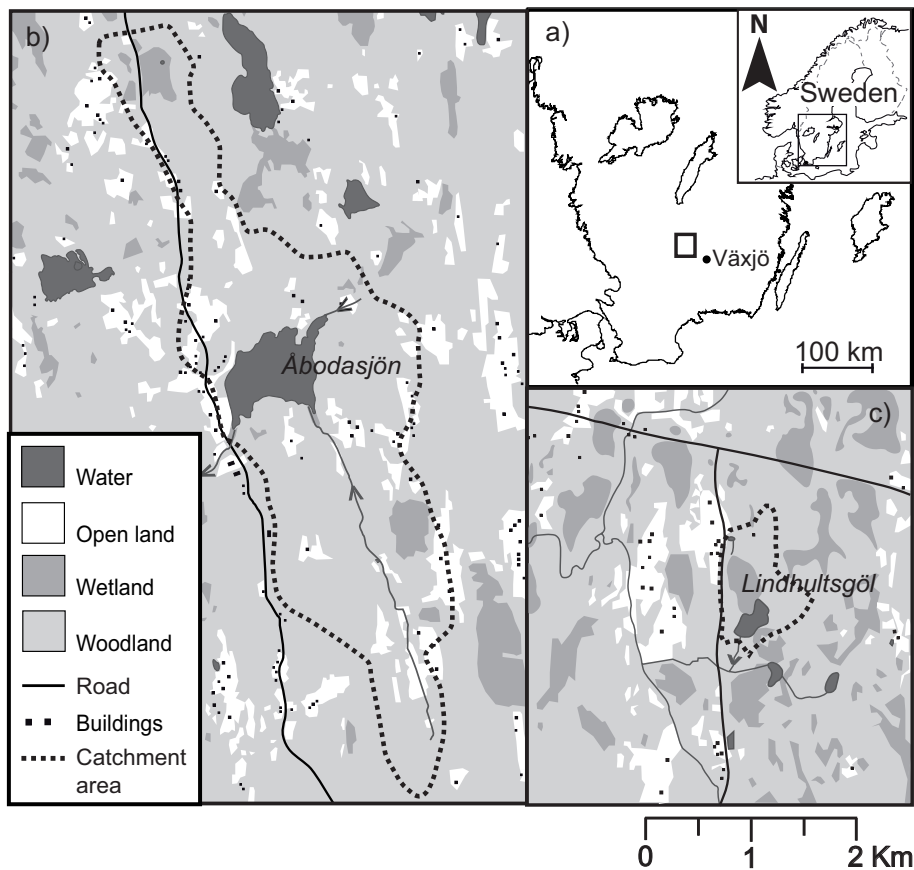 b)
Åbodasjön
Water
Open land
Wetland
Woodland
Road
Buildings
Catchment
area
a)
N
Sweden
Växjö
100 km
c)
Lindhultsgöl
0 1 2 Km